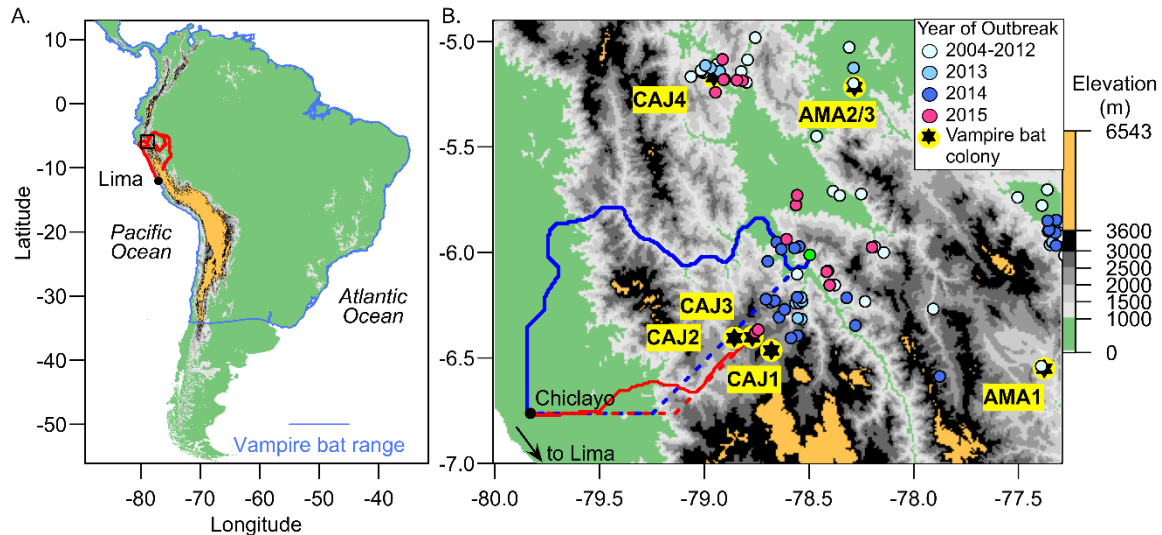 A.
10
0
-10
-20
-30
-40
-50
Latitude
-80
-70
-60
-50
-40
Longitude
Lima
Pacific
Ocean
Atlantic
Ocean
Vampire bat range
B.
-4.9
-5.0
-5.5
-6.0
-6.5
-7.0
-80.0
-79.5
-79.0
-78.5
-78.0
-77.5
Longitude
CAJ4
AMA2/3
CAJ3
CAJ2
CAJ1
AMA1
Chiclayo
to Lima
Year of Outbreak
2004-2012
2013
2014
2015
Vampire bat
colony
Elevation
(m)
6543
3600
3000
2500
2000
1500
1000
0